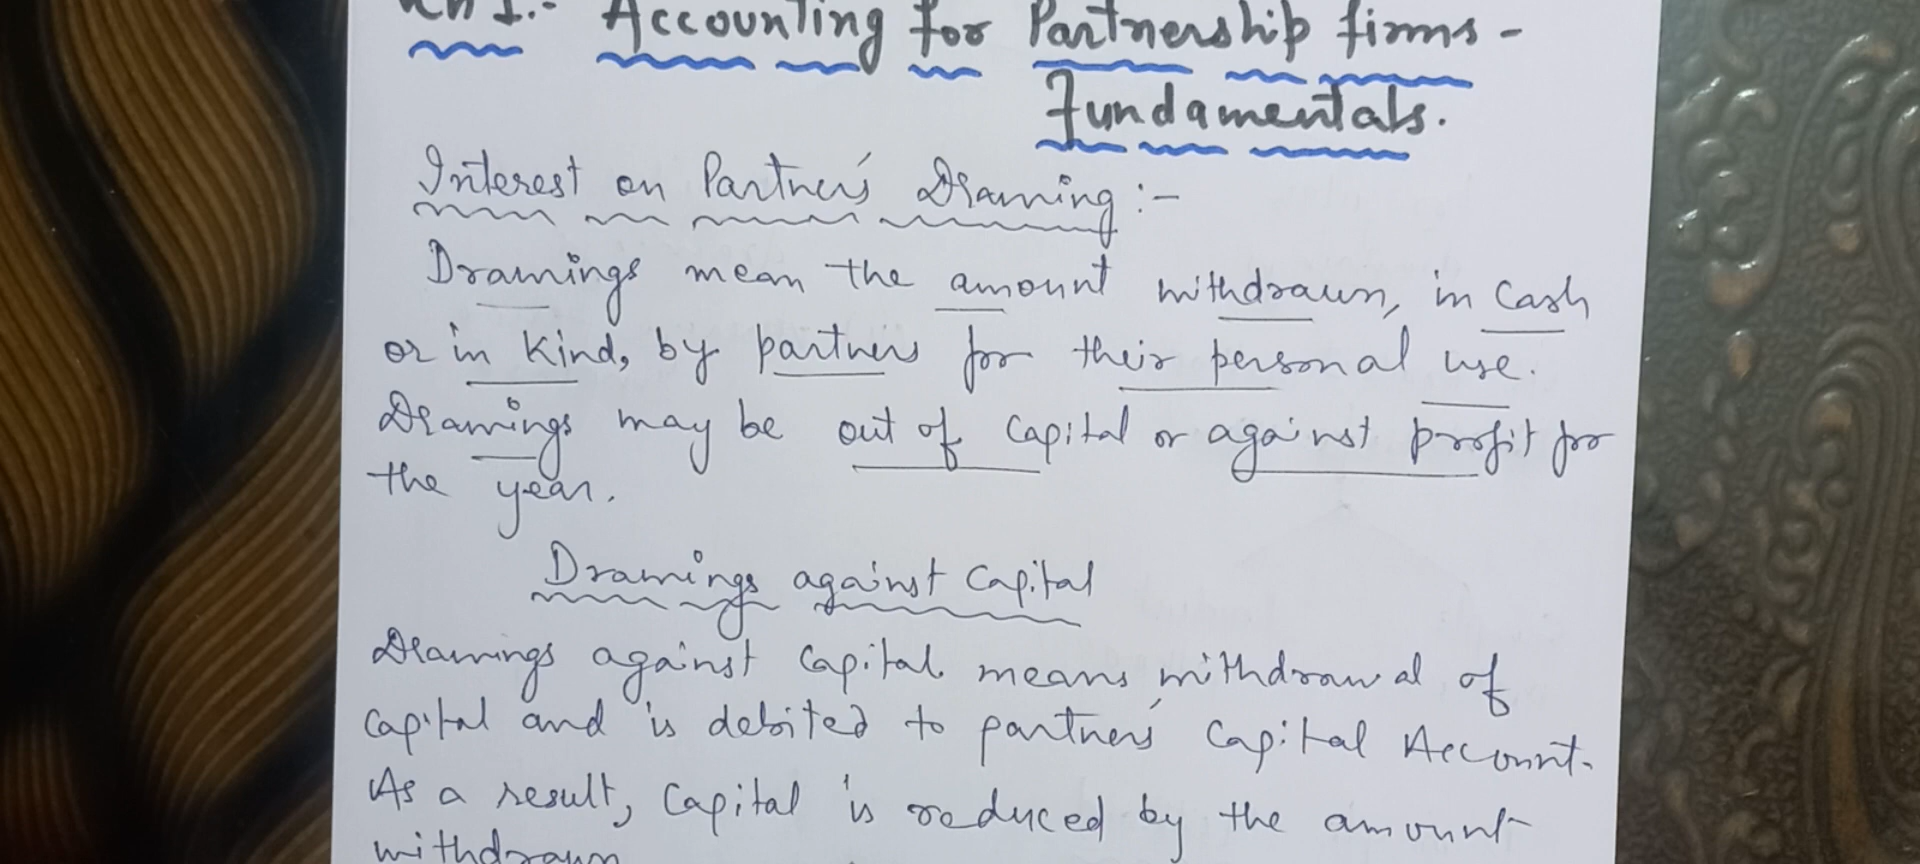 Ch 1:- Accounting for Partnership firms -
Fundamentals.
Interest on Partner's Drawing :-
Drawings mean the amount withdrawn, in Cash
or in Kind, by partners for their personal use.
Drawings may be out of Capital or against profit for
the year.
Drawings against Capital
Drawings against Capital means withdrawal of
Capital and is debited to partners' Capital Account.
As a result, Capital is reduced by the amount
withdrawn